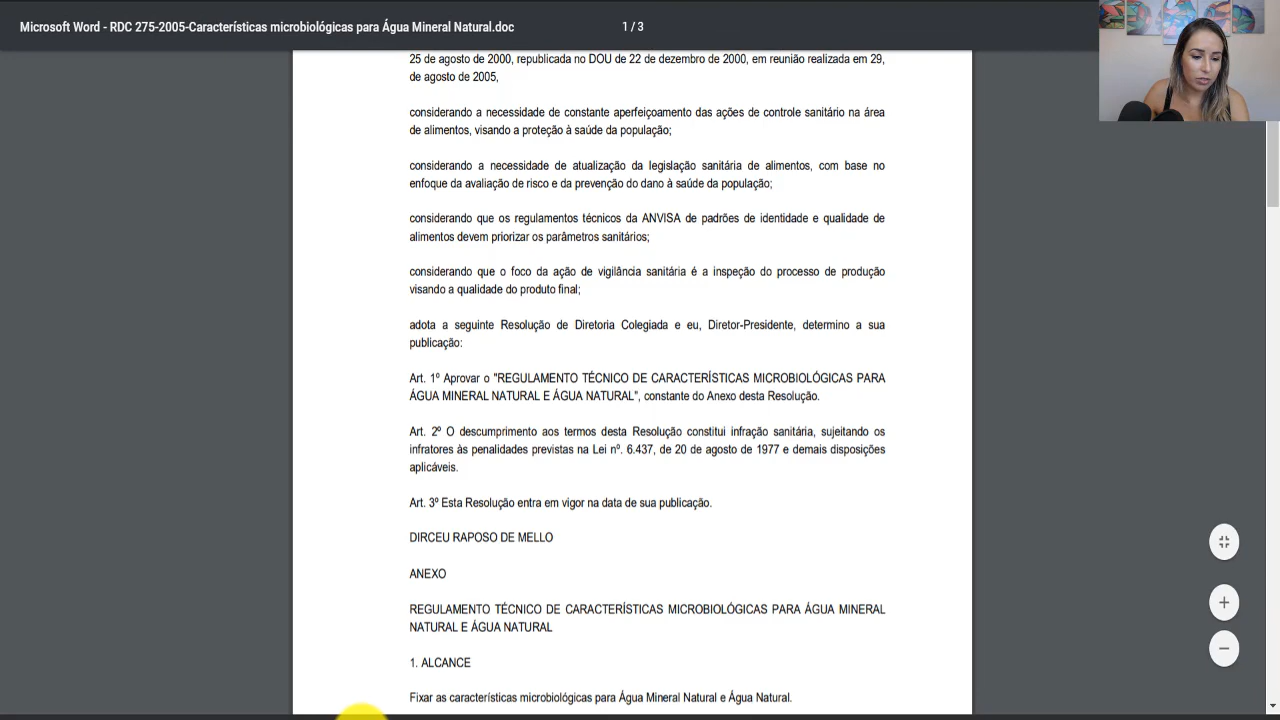 Microsoft Word - RDC 275-2005-Características microbiológicas para Água Mineral Natural.doc
1 / 3
25 de agosto de 2000, republicada no DOU de 22 de dezembro de 2000, em reunião realizada em 29,
de agosto de 2005,
considerando a necessidade de constante aperfeiçoamento das ações de controle sanitário na área
de alimentos, visando a proteção à saúde da população;
considerando a necessidade de atualização da legislação sanitária de alimentos, com base no
enfoque da avaliação de risco e da prevenção do dano à saúde da população;
considerando que os regulamentos técnicos da ANVISA de padrões de identidade e qualidade de
alimentos devem priorizar os parâmetros sanitários;
considerando que o foco da ação de vigilância sanitária é a inspeção do processo de produção
visando a qualidade do produto final;
adota a seguinte Resolução de Diretoria Colegiada e eu, Diretor-Presidente, determino a sua
publicação:
Art. 1º Aprovar o "REGULAMENTO TÉCNICO DE CARACTERÍSTICAS MICROBIOLÓGICAS PARA
ÁGUA MINERAL NATURAL E ÁGUA NATURAL", constante do Anexo desta Resolução.
Art. 2º O descumprimento aos termos desta Resolução constitui infração sanitária, sujeitando os
infratores às penalidades previstas na Lei nº. 6.437, de 20 de agosto de 1977 e demais disposições
aplicáveis.
Art. 3º Esta Resolução entra em vigor na data de sua publicação.
DIRCEU RAPOSO DE MELLO
ANEXO
REGULAMENTO TÉCNICO DE CARACTERÍSTICAS MICROBIOLÓGICAS PARA ÁGUA MINERAL
NATURAL E ÁGUA NATURAL
1. ALCANCE
Fixar as características microbiológicas para Água Mineral Natural e Água Natural.